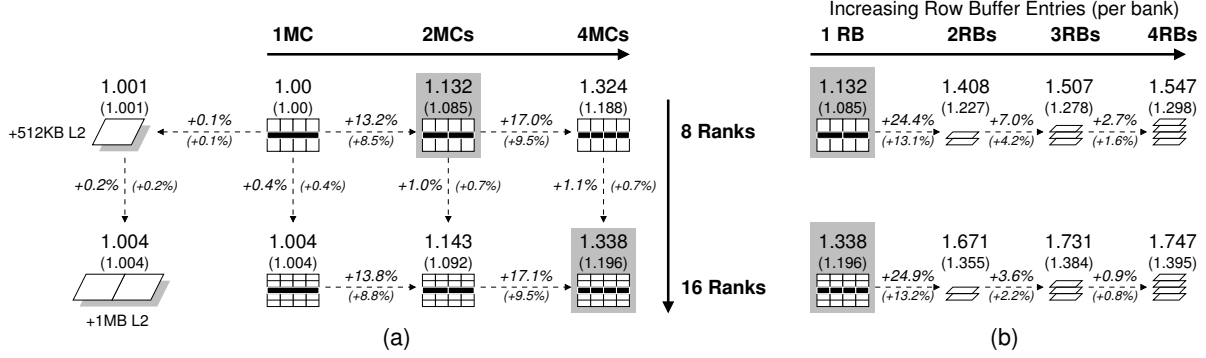 1MC 2MCs 4MCs
1.001 1.00 1.132 1.324
(1.001) (1.00) (1.085) (1.188)
+512KB L2 +0.1% +13.2% +17.0% 8 Ranks
(+0.1%) (+8.5%) (+9.5%)
+0.2% (+0.2%) +0.4% (+0.4%) +1.0% (+0.7%) +1.1% (+0.7%)
1.004 1.004 1.143 1.338
(1.004) (1.004) (1.092) (1.196)
+13.8% +17.1% 16 Ranks
(+8.8%) (+9.5%)
+1MB L2
(a)
Increasing Row Buffer Entries (per bank)
1 RB 2RBs 3RBs 4RBs
1.132 1.408 1.507 1.547
(1.085) (1.227) (1.278) (1.298)
+24.4% +7.0% +2.7%
(+13.1%) (+4.2%) (+1.6%)
1.338 1.671 1.731 1.747
(1.196) (1.355) (1.384) (1.395)
+24.9% +3.6% +0.9%
(+13.2%) (+2.2%) (+0.8%)
(b)